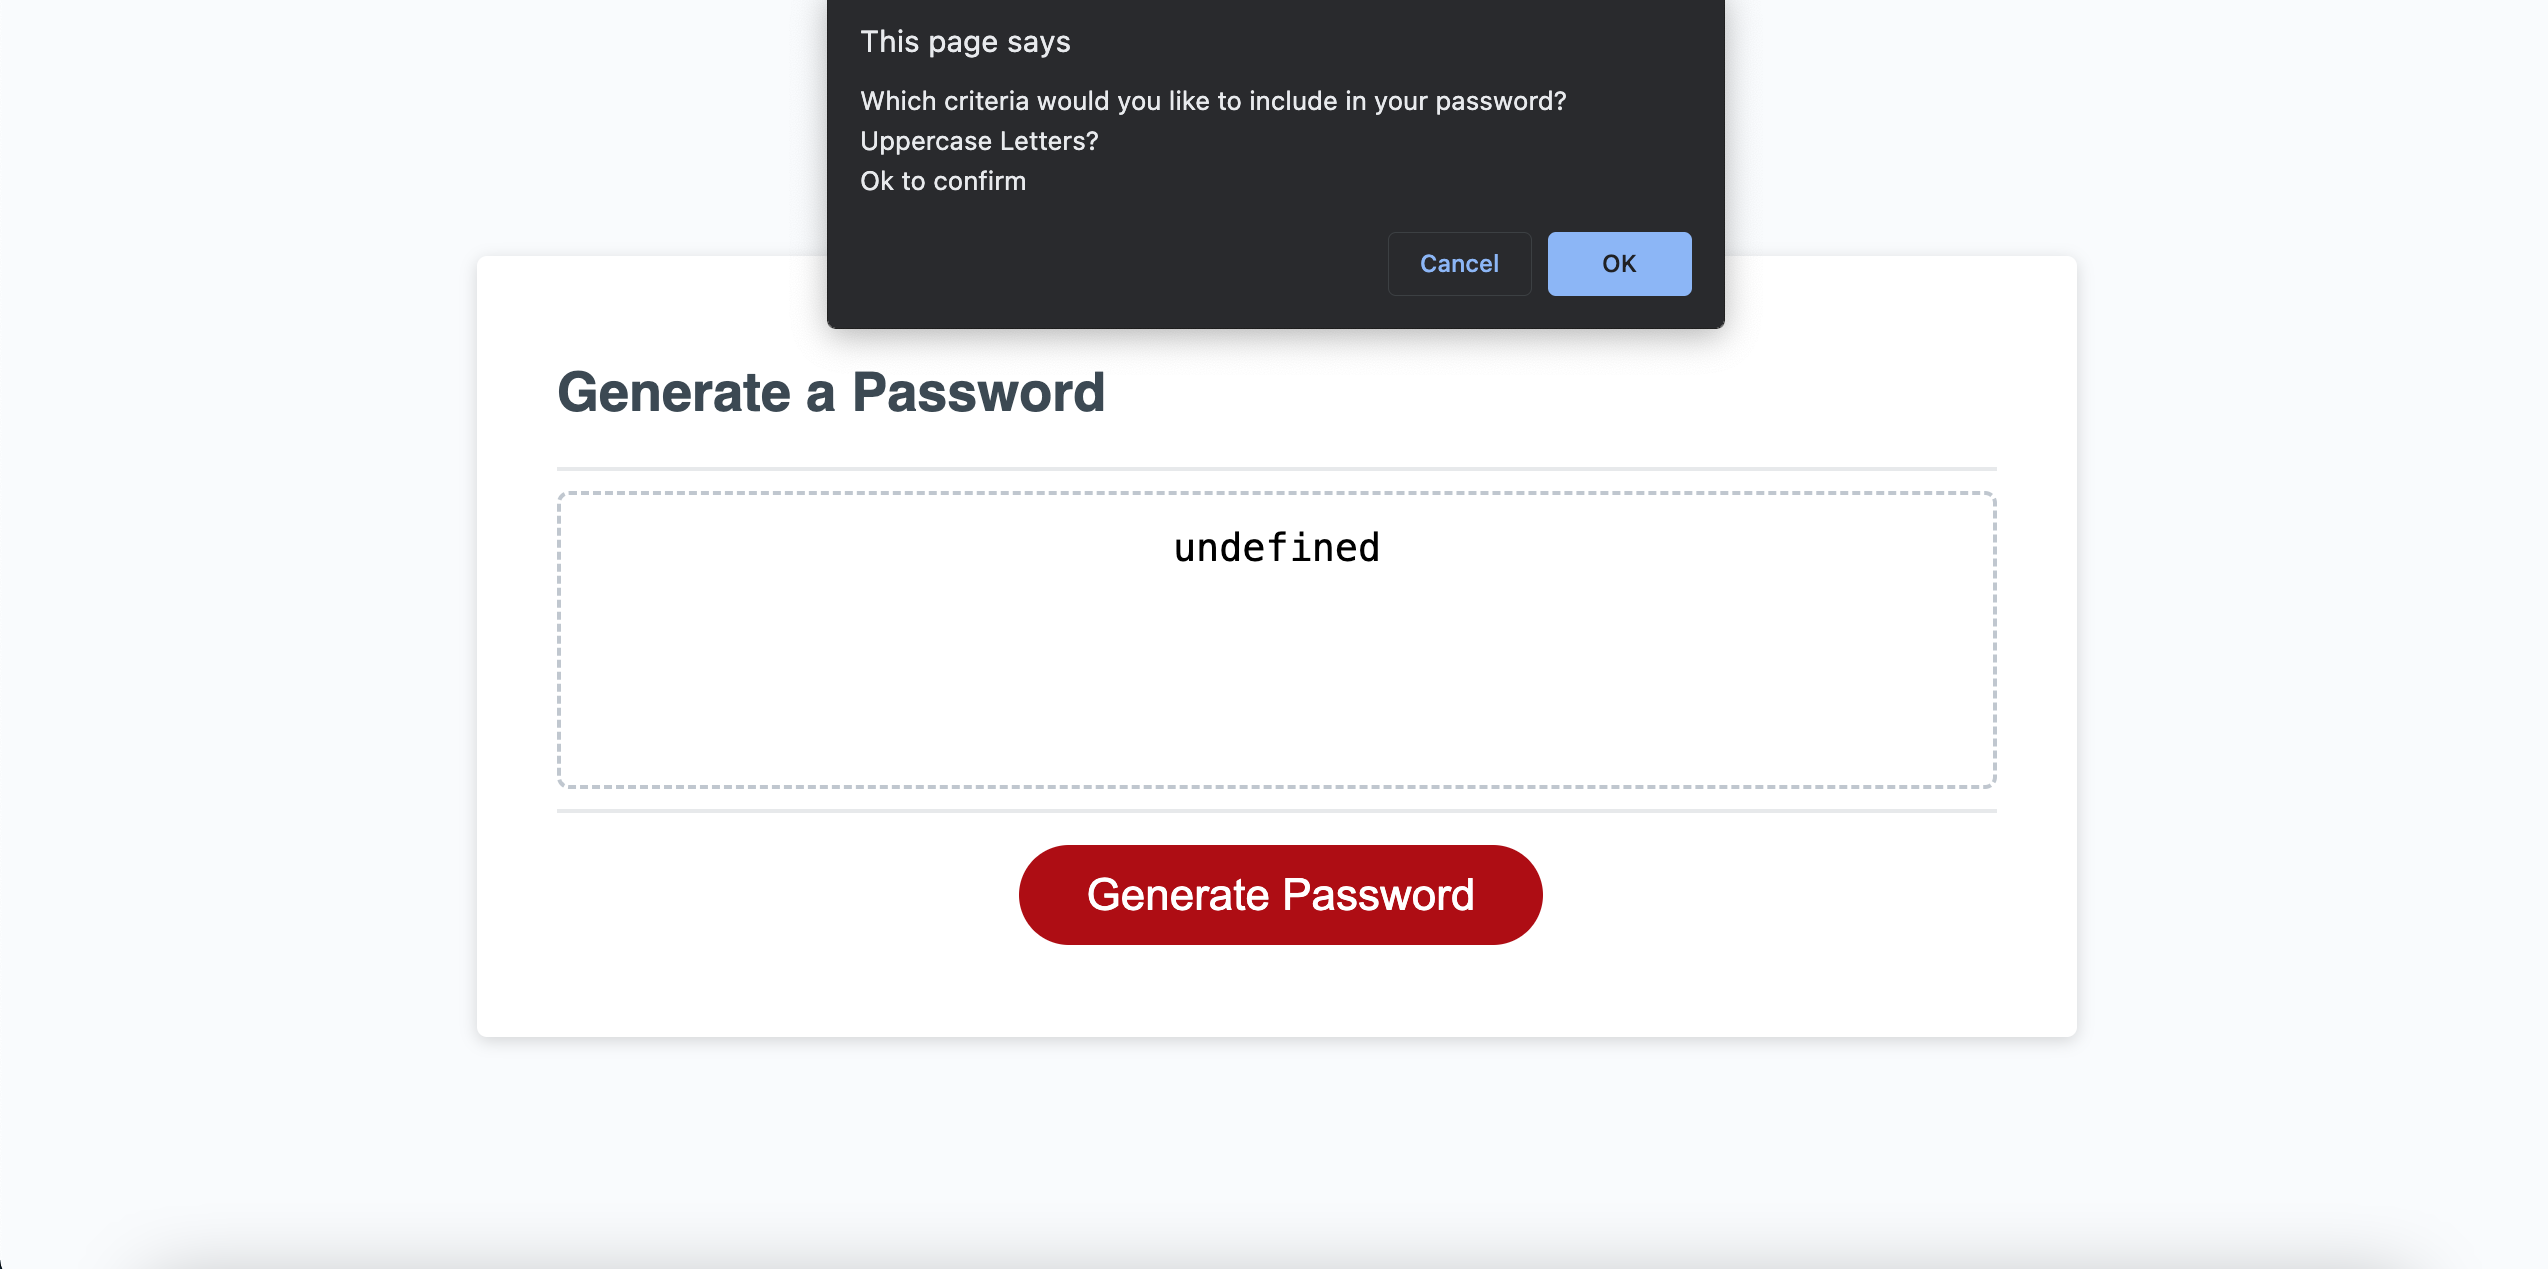 This page says
Which criteria would you like to include in your password?
Uppercase Letters?
Ok to confirm
Cancel
OK
Generate a Password
undefined
Generate Password